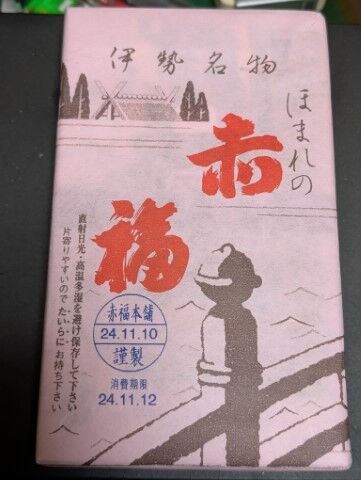 伊勢名物
ほまれの
赤
福
直射日光・高温多湿を避け保存して下さい
片寄りやすいのでたいらにお持ち下さい
赤福本舗
24.11.10
謹製
消費期限
24.11.12